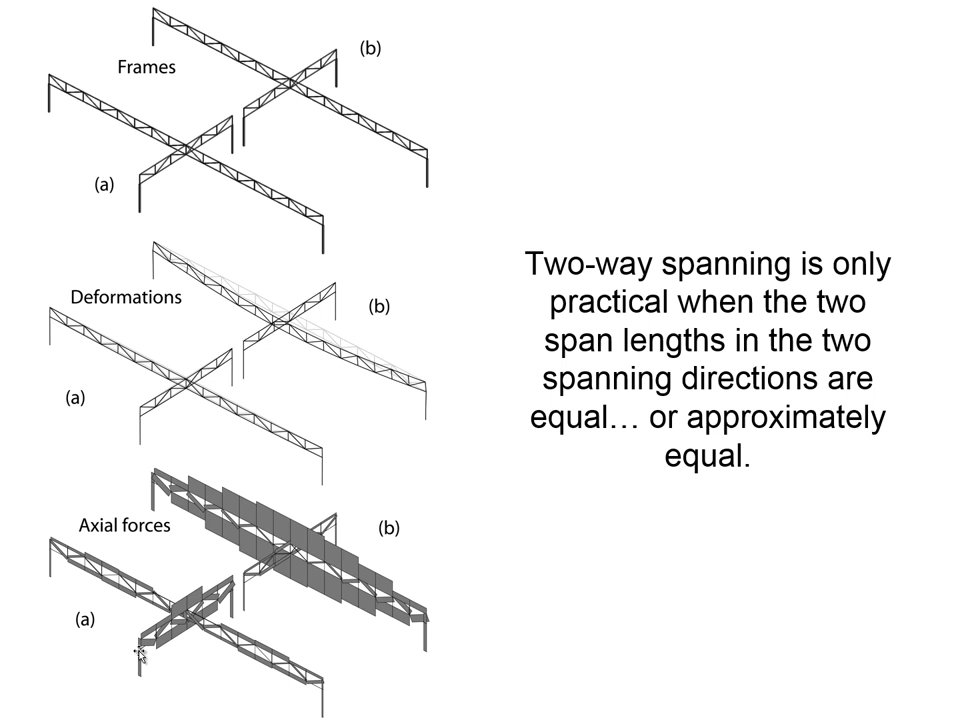 Frames
(b)
(a)
Deformations
(b)
(a)
Axial forces
(b)
(a)
Two-way spanning is only
practical when the two
span lengths in the two
spanning directions are
equal… or approximately
equal.